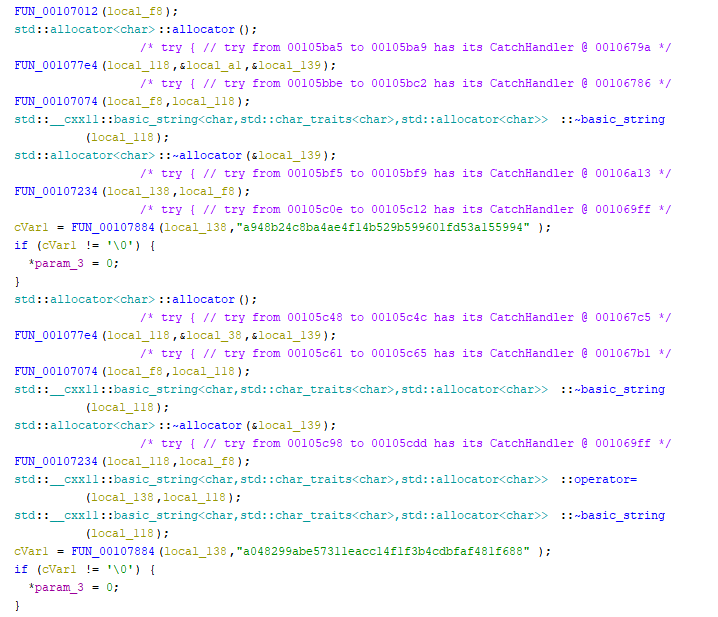 FUN_00107012(local_f8);
std::allocator<char>::allocator();
/* try { // try from 00105ba5 to 00105ba9 has its CatchHandler @ 0010679a */
FUN_001077e4(local_118,&local_a1,&local_139);
/* try { // try from 00105bbe to 00105bc2 has its CatchHandler @ 00106786 */
FUN_00107074(local_f8,local_118);
std::__cxx11::basic_string<char,std::char_traits<char>,std::allocator<char>> ::~basic_string
(local_118);
std::allocator<char>::~allocator(&local_139);
/* try { // try from 00105bf5 to 00105bf9 has its CatchHandler @ 00106a13 */
FUN_00107234(local_138,local_f8);
/* try { // try from 00105c0e to 00105c12 has its CatchHandler @ 001069ff */
cVar1 = FUN_00107884(local_138,"a948b24c8ba4ae4f14b529b599601fd53a155994" );
if (cVar1 != '\0') {
*param_3 = 0;
}
std::allocator<char>::allocator();
/* try { // try from 00105c48 to 00105c4c has its CatchHandler @ 001067c5 */
FUN_001077e4(local_118,&local_38,&local_139);
/* try { // try from 00105c61 to 00105c65 has its CatchHandler @ 001067b1 */
FUN_00107074(local_f8,local_118);
std::__cxx11::basic_string<char,std::char_traits<char>,std::allocator<char>> ::~basic_string
(local_118);
std::allocator<char>::~allocator(&local_139);
/* try { // try from 00105c98 to 00105cdd has its CatchHandler @ 001069ff */
FUN_00107234(local_118,local_f8);
std::__cxx11::basic_string<char,std::char_traits<char>,std::allocator<char>> ::operator=
(local_138,local_118);
std::__cxx11::basic_string<char,std::char_traits<char>,std::allocator<char>> ::~basic_string
(local_118);
cVar1 = FUN_00107884(local_138,"a048299abe57311eacc14f1f3b4cdbfaf481f688" );
if (cVar1 != '\0') {
*param_3 = 0;
}